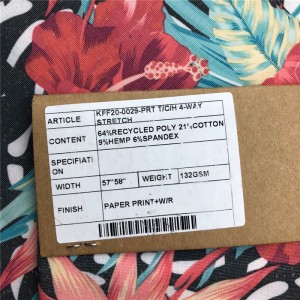 ARTICLE KFF20-0029-PRT T/C/H 4-WAY
STRETCH
CONTENT 64%RECYCLED POLY 21%COTTON
9%HEMP 6%SPANDEX
SPECIFIATI
ON
WIDTH 57"58" WEIGHT 132GSM
FINISH PAPER PRINT+W/R